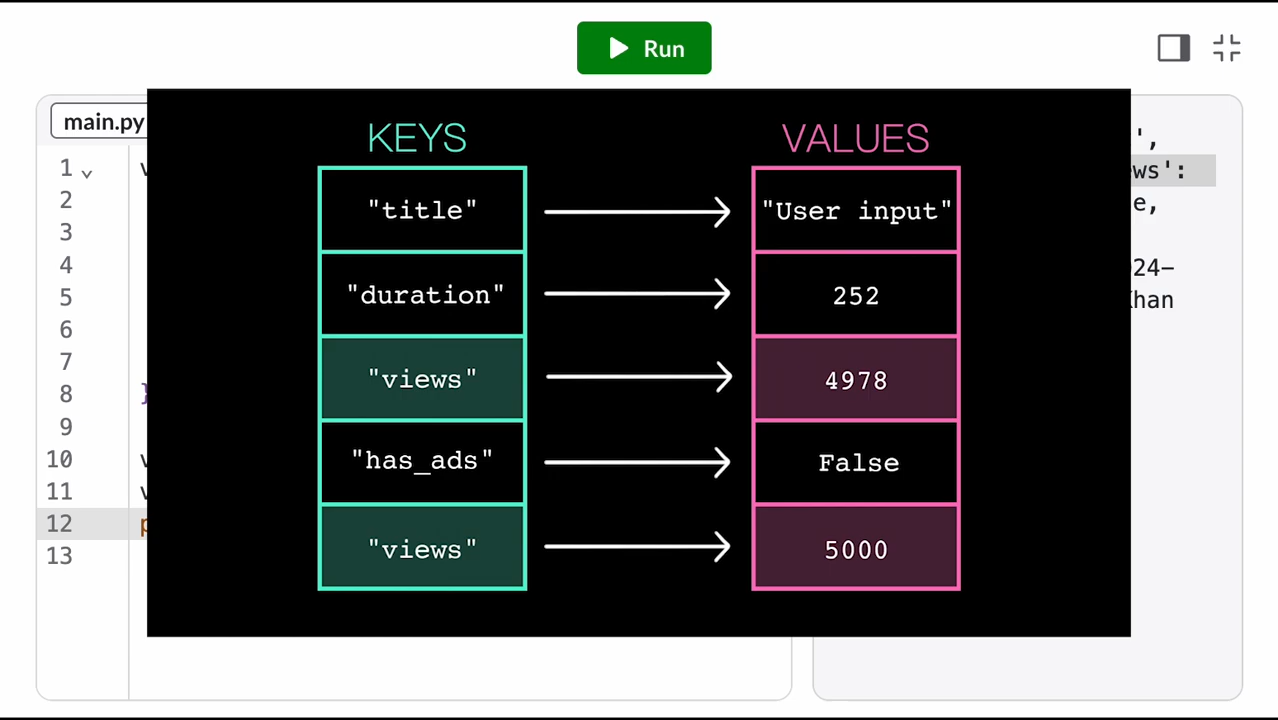 Run
main.py
KEYS VALUES
"title" "User input"
"duration" 252
"views" 4978
"has_ads" False
"views" 5000
1
2
3
4
5
6
7
8 }
9
10
11
12
13
',
ws':
e,
24-
Khan